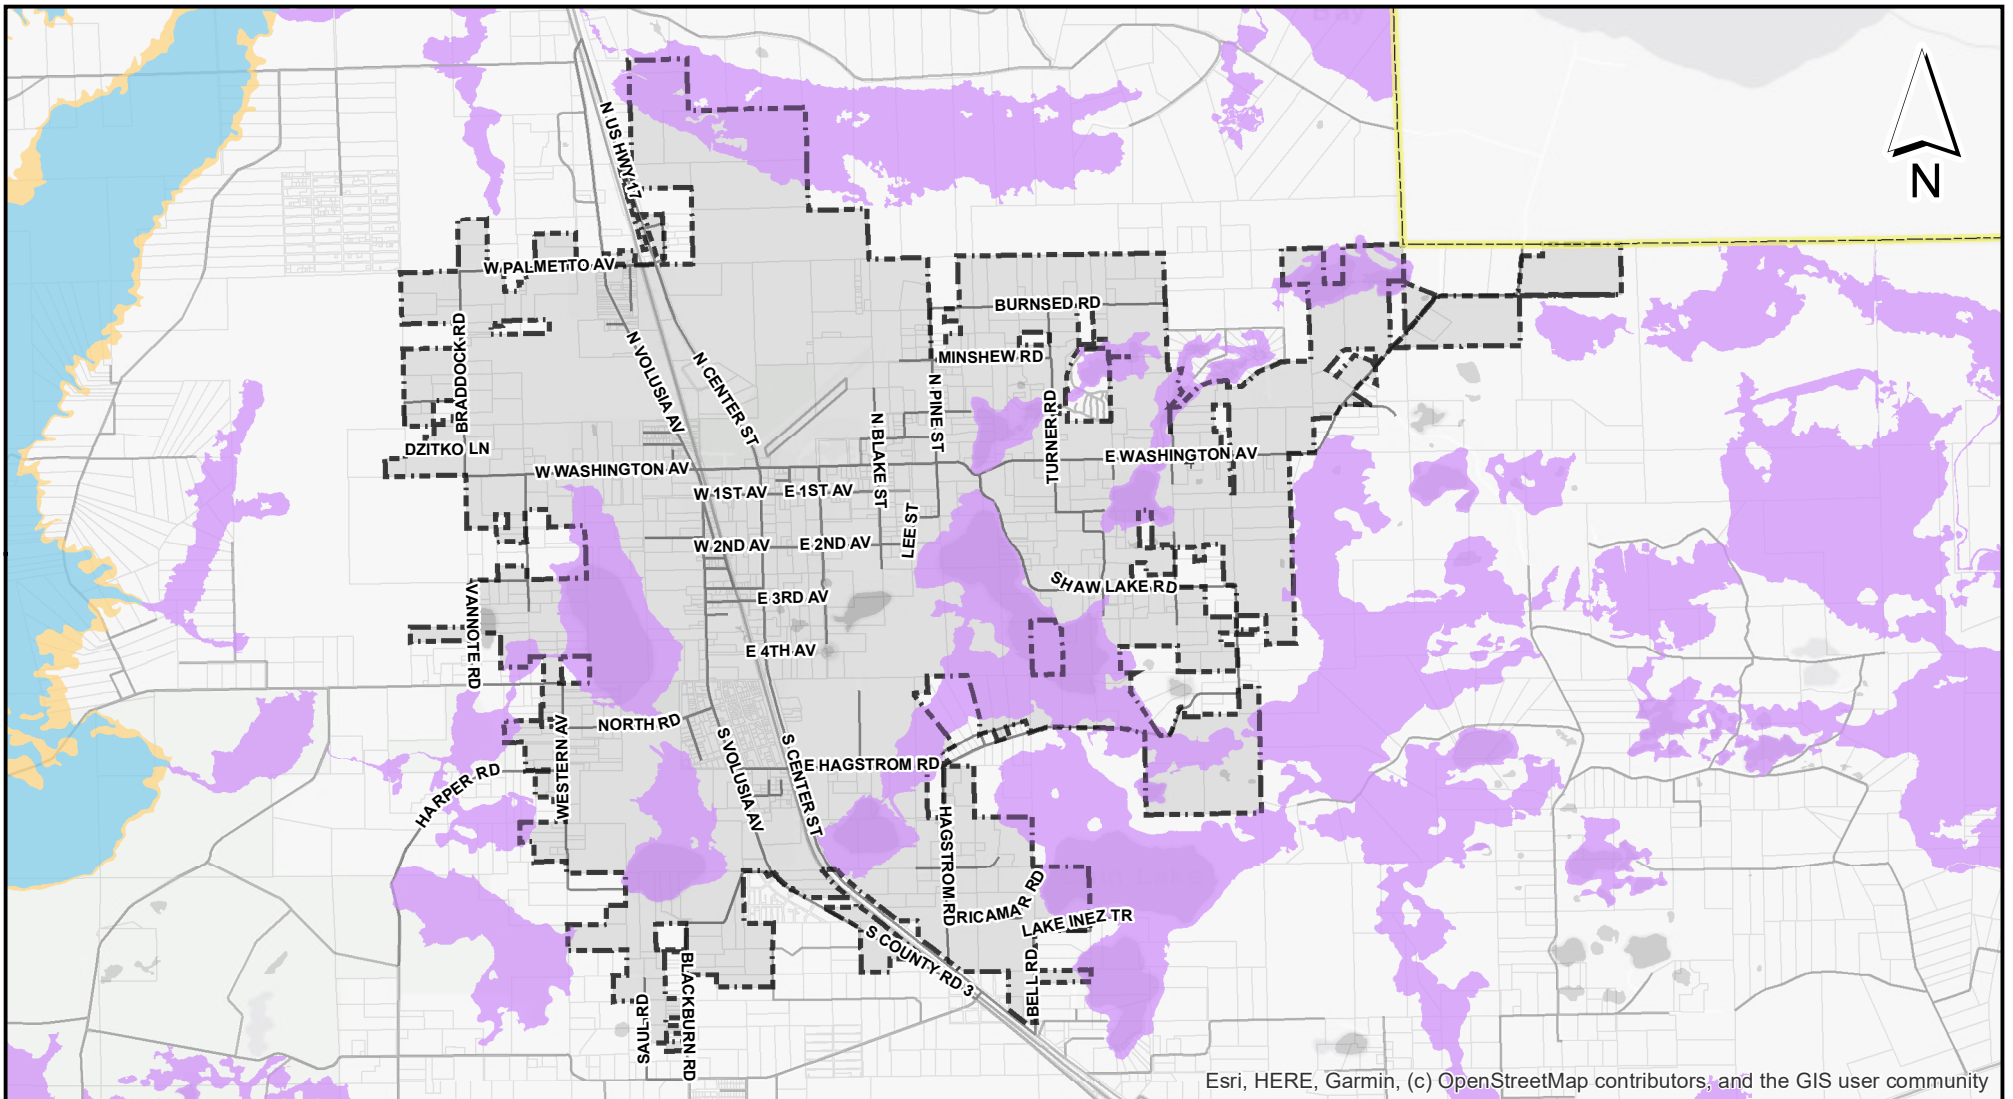 Bay
N US HWY 17
N
W PALMETTO AV
BURNSED RD
BRADDOCK RD
N VOLUSIA AV
N CENTER ST
MINSHEW RD
N PINE ST
TURNER RD
N BLAKE ST
DZITKO LN
W WASHINGTON AV
E WASHINGTON AV
W 1ST AV
E 1ST AV
LEE ST
W 2ND AV
E 2ND AV
SHAW LAKE RD
VANNOTE RD
E 3RD AV
E 4TH AV
NORTH RD
WESTERN AV
S VOLUSIA AV
S CENTER ST
E HAGSTROM RD
HARPER RD
HAGSTROM RD
RICAMAR RD
LAKE INEZ TR
S COUNTY RD 3
BELL RD
BLACKBURN RD
SAUL RD
Esri, HERE, Garmin, (c) OpenStreetMap contributors, and the GIS user community